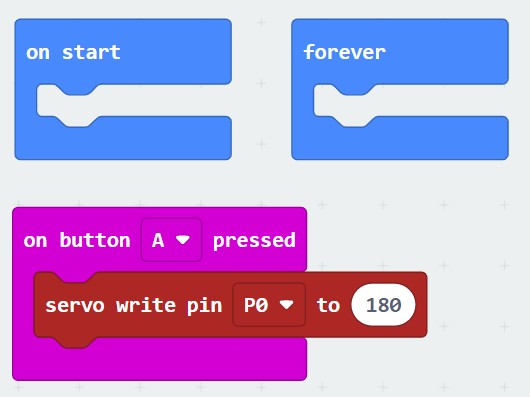 on start
forever
on button A pressed
servo write pin P0 to 180